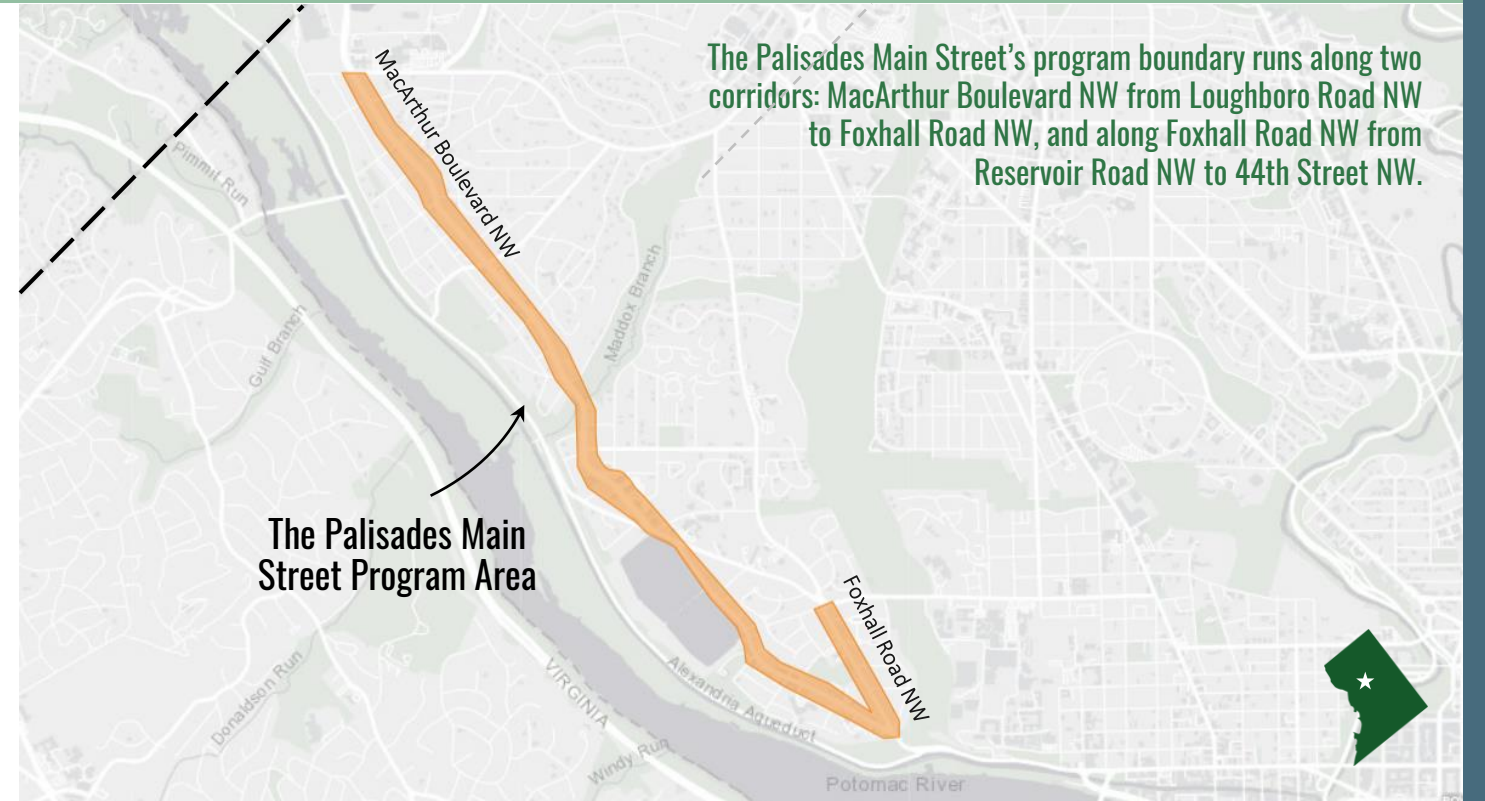 The Palisades Main Street's program boundary runs along two
corridors: MacArthur Boulevard NW from Loughboro Road NW
to Foxhall Road NW, and along Foxhall Road NW from
Reservoir Road NW to 44th Street NW.
MacArthur Boulevard NW
Pimmit Run
Gulf Branch
Maddox Branch
The Palisades Main
Street Program Area
Foxhall Road NW
Donaldson Run
VIRGINIA
Alexandria Aqueduct
Windy Run
Potomac River